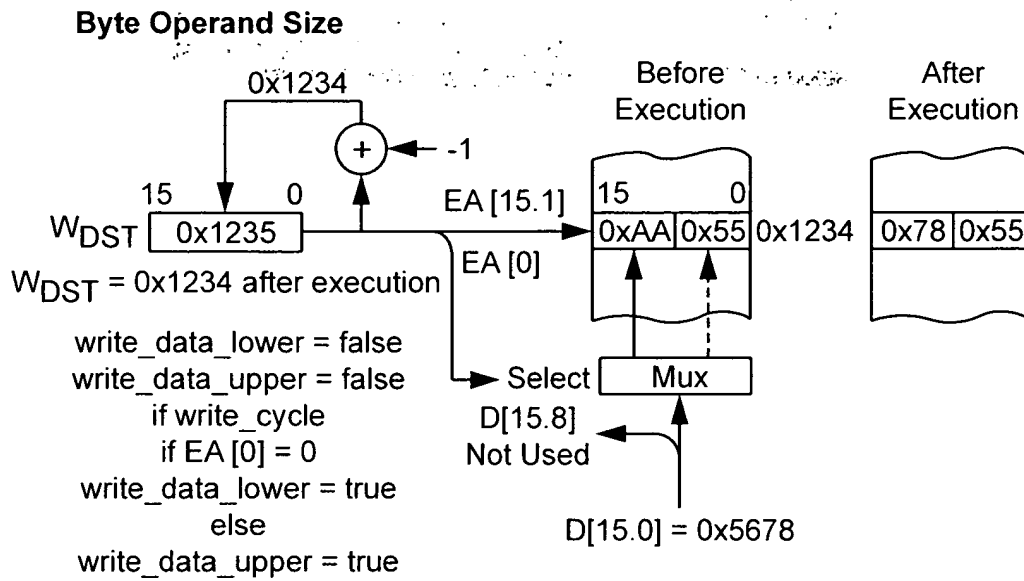 Byte Operand Size
0x1234
+
-1
Before
Execution
After
Execution
15 0
WDST 0x1235
EA [15.1]
EA [0]
15 0
0xAA 0x55 0x1234
0x78 0x55
WDST = 0x1234 after execution
write_data_lower = false
write_data_upper = false
if write_cycle
if EA [0] = 0
write_data_lower = true
else
write_data_upper = true
Select Mux
D[15.8]
Not Used
D[15.0] = 0x5678